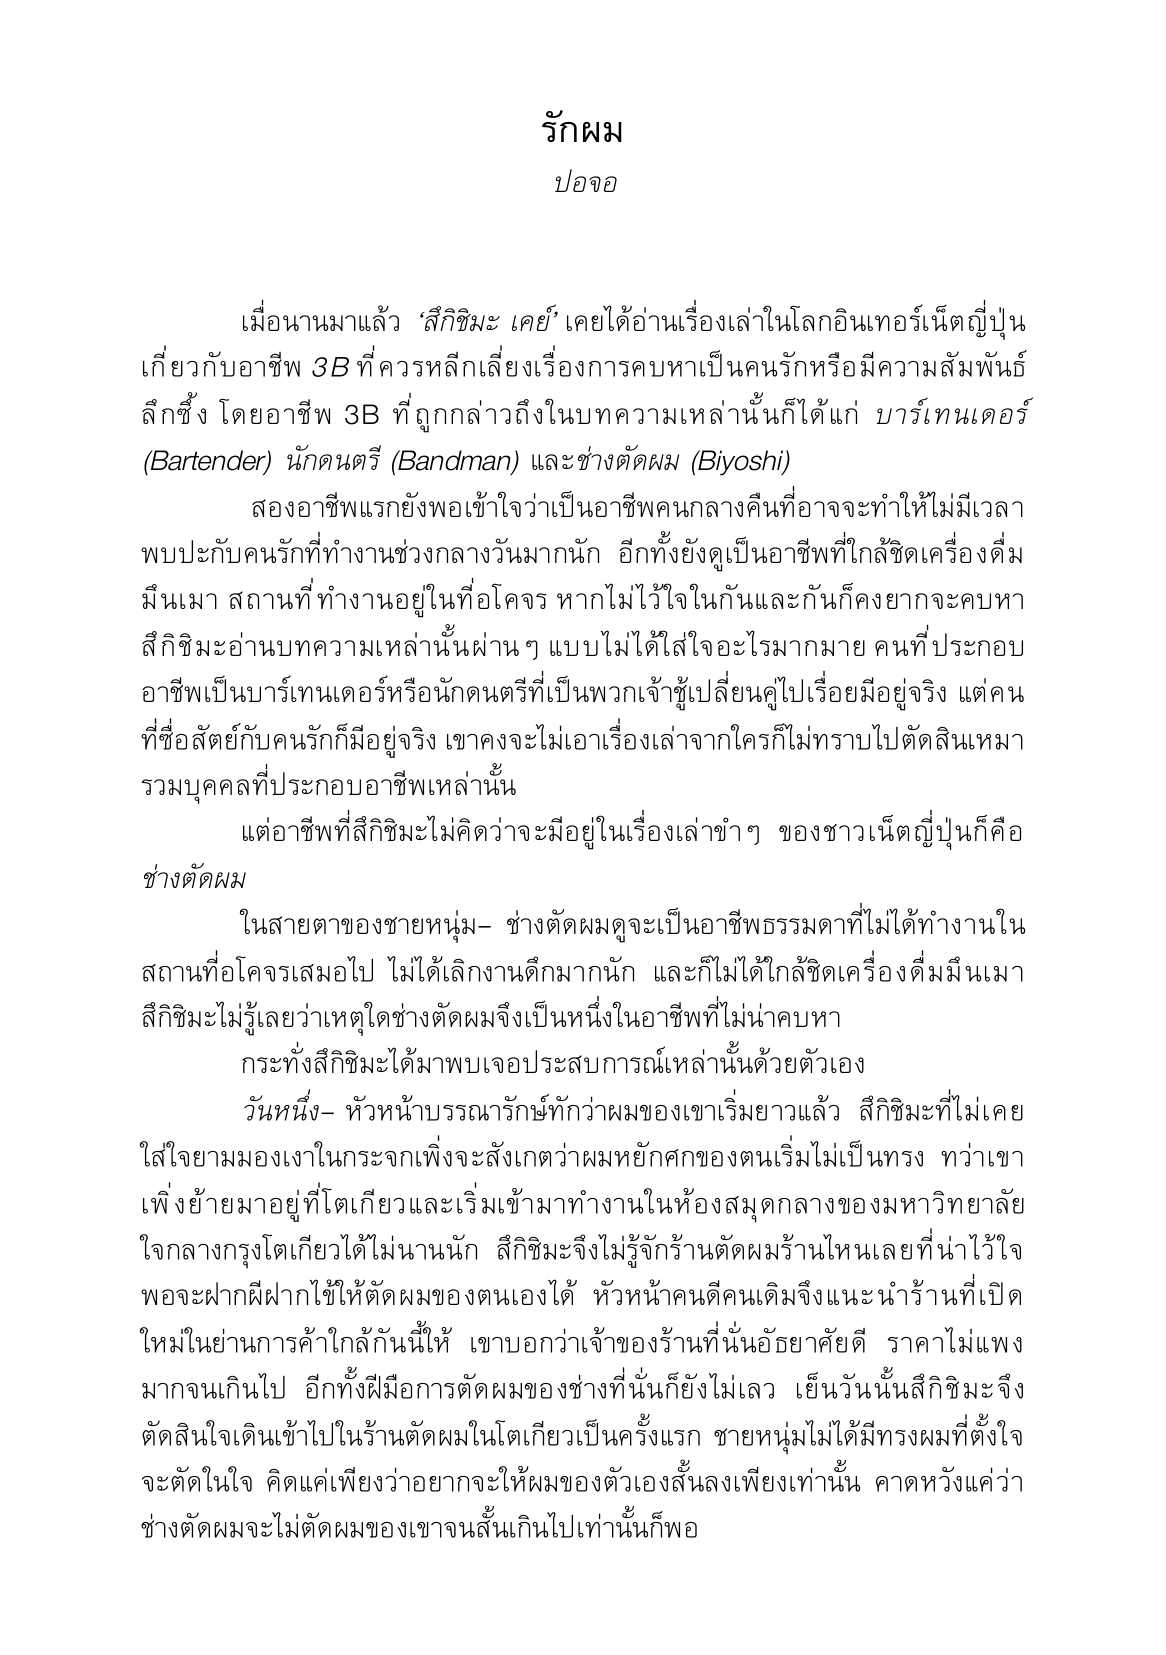 รักผม
ปอจอ
เมื่อนานมาแล้ว ‘สึกิชิมะ เคย์’ เคยได้อ่านเรื่องเล่าในโลกอินเทอร์เน็ตญี่ปุ่น
เกี่ยวกับอาชีพ 3B ที่ควรหลีกเลี่ยงเรื่องการคบหาเป็นคนรักหรือมีความสัมพันธ์
ลึกซึ้ง โดยอาชีพ 3B ที่ถูกกล่าวถึงในบทความเหล่านั้นก็ได้แก่ บาร์เทนเดอร์
(Bartender) นักดนตรี (Bandman) และช่างตัดผม (Biyoshi)
สองอาชีพแรกยังพอเข้าใจว่าเป็นอาชีพคนกลางคืนที่อาจจะทำให้ไม่มีเวลา
พบปะกับคนรักที่ทำงานช่วงกลางวันมากนัก อีกทั้งยังดูเป็นอาชีพที่ใกล้ชิดเครื่องดื่ม
มึนเมา สถานที่ทำงานอยู่ในที่อโคจร หากไม่ไว้ใจในกันและกันก็คงยากจะคบหา
สึกิชิมะอ่านบทความเหล่านั้นผ่านๆ แบบไม่ได้ใส่ใจอะไรมากมาย คนที่ประกอบ
อาชีพเป็นบาร์เทนเดอร์หรือนักดนตรีที่เป็นพวกเจ้าชู้เปลี่ยนคู่ไปเรื่อยมีอยู่จริง แต่คน
ที่ซื่อสัตย์กับคนรักก็มีอยู่จริง เขาคงจะไม่เอาเรื่องเล่าจากใครก็ไม่ทราบไปตัดสินเหมา
รวมบุคคลที่ประกอบอาชีพเหล่านั้น
แต่อาชีพที่สึกิชิมะไม่คิดว่าจะมีอยู่ในเรื่องเล่าขำๆ ของชาวเน็ตญี่ปุ่นก็คือ
ช่างตัดผม
ในสายตาของชายหนุ่ม– ช่างตัดผมดูจะเป็นอาชีพธรรมดาที่ไม่ได้ทำงานใน
สถานที่อโคจรเสมอไป ไม่ได้เลิกงานดึกมากนัก และก็ไม่ได้ใกล้ชิดเครื่องดื่มมึนเมา
สึกิชิมะไม่รู้เลยว่าเหตุใดช่างตัดผมจึงเป็นหนึ่งในอาชีพที่ไม่น่าคบหา
กระทั่งสึกิชิมะได้มาพบเจอประสบการณ์เหล่านั้นด้วยตัวเอง
วันหนึ่ง– หัวหน้าบรรณารักษ์ทักว่าผมของเขาเริ่มยาวแล้ว สึกิชิมะที่ไม่เคย
ใส่ใจยามมองเงาในกระจกเพิ่งจะสังเกตว่าผมหยักศกของตนเริ่มไม่เป็นทรง ทว่าเขา
เพิ่งย้ายมาอยู่ที่โตเกียวและเริ่มเข้ามาทำงานในห้องสมุดกลางของมหาวิทยาลัย
ใจกลางกรุงโตเกียวได้ไม่นานนัก สึกิชิมะจึงไม่รู้จักร้านตัดผมร้านไหนเลยที่น่าไว้ใจ
พอจะฝากผีฝากไข้ให้ตัดผมของตนเองได้ หัวหน้าคนดีคนเดิมจึงแนะนำร้านที่เปิด
ใหม่ในย่านการค้าใกล้กันนี้ให้ เขาบอกว่าเจ้าของร้านที่นั่นอัธยาศัยดี ราคาไม่แพง
มากจนเกินไป อีกทั้งฝีมือการตัดผมของช่างที่นั่นก็ยังไม่เลว เย็นวันนั้นสึกิชิมะจึง
ตัดสินใจเดินเข้าไปในร้านตัดผมในโตเกียวเป็นครั้งแรก ชายหนุ่มไม่ได้มีทรงผมที่ตั้งใจ
จะตัดในใจ คิดแค่เพียงว่าอยากจะให้ผมของตัวเองสั้นลงเพียงเท่านั้น คาดหวังแค่ว่า
ช่างตัดผมจะไม่ตัดผมของเขาจนสั้นเกินไปเท่านั้นก็พอ